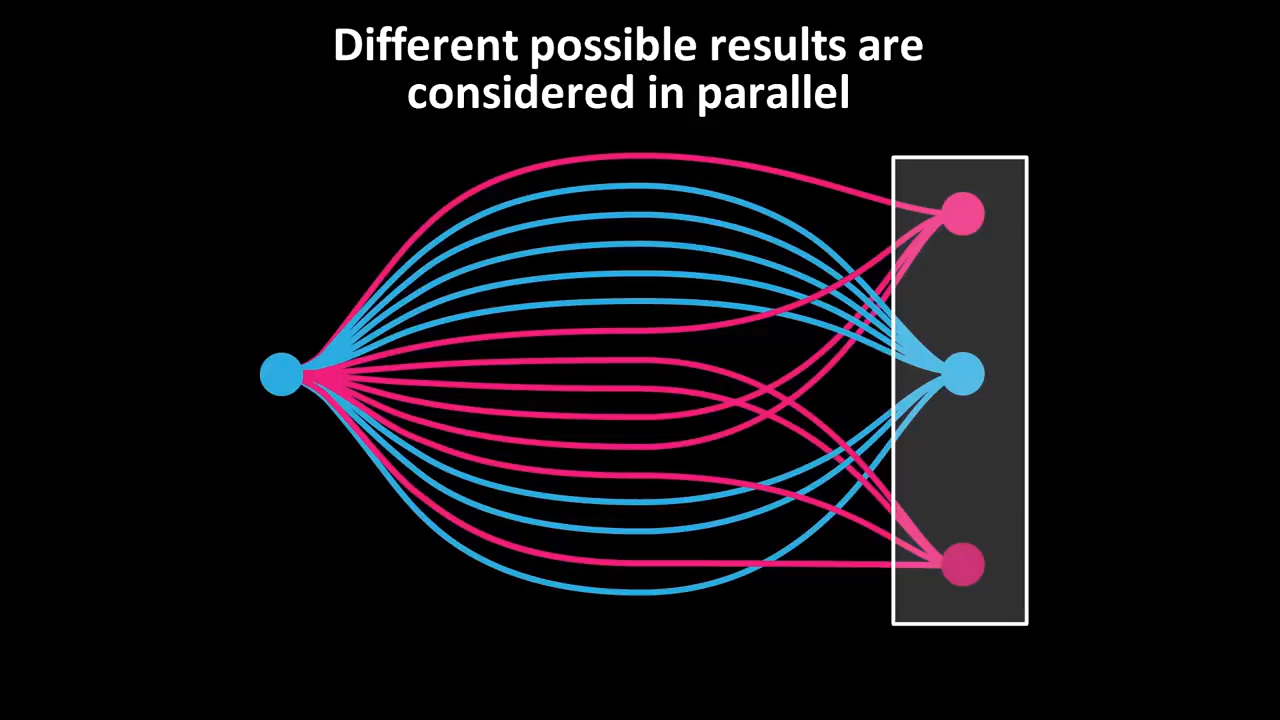 Different possible results are
considered in parallel